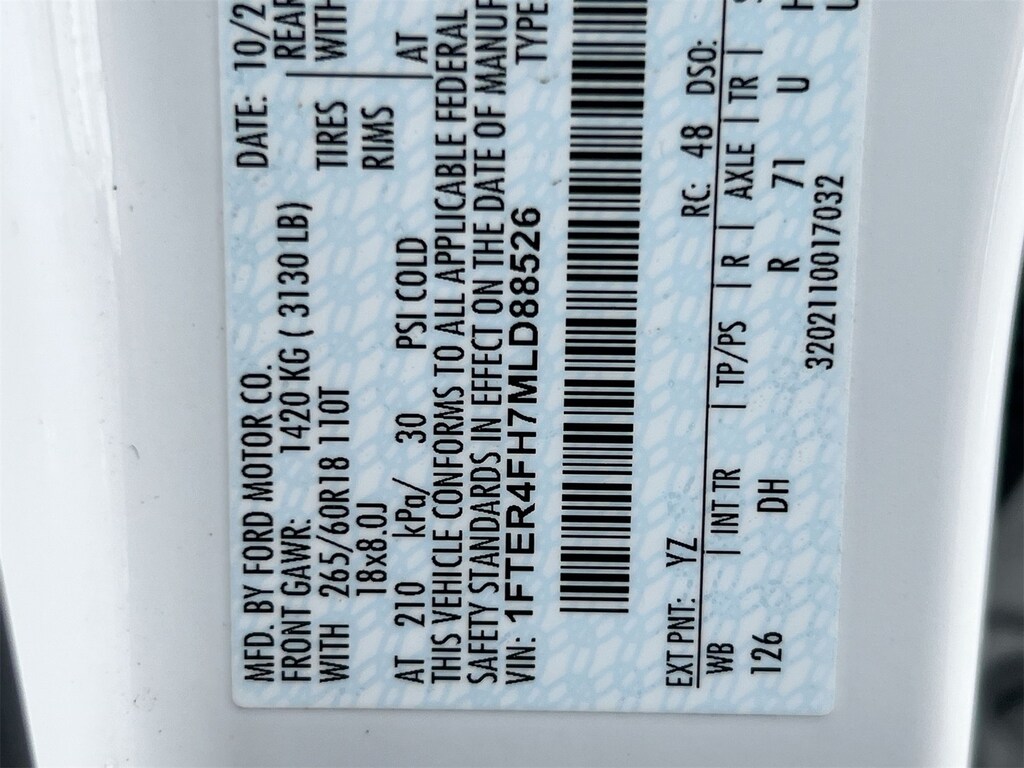 MFD. BY FORD MOTOR CO.
DATE: 10/2
FRONT GAWR: 1420 KG ( 3130 LB)
REAR
WITH 265/60R18 110T
TIRES
WITH
18x8.0J
RIMS
AT 210 kPa/ 30 PSI COLD
AT
THIS VEHICLE CONFORMS TO ALL APPLICABLE FEDERAL
SAFETY STANDARDS IN EFFECT ON THE DATE OF MANUF
VIN: 1FTER4FH7MLD88526
TYPE
EXT PNT: YZ
RC: 48 DSO:
WB | INT TR | TP/PS | R | AXLE | TR |
126 DH R 71 U
3202110017032